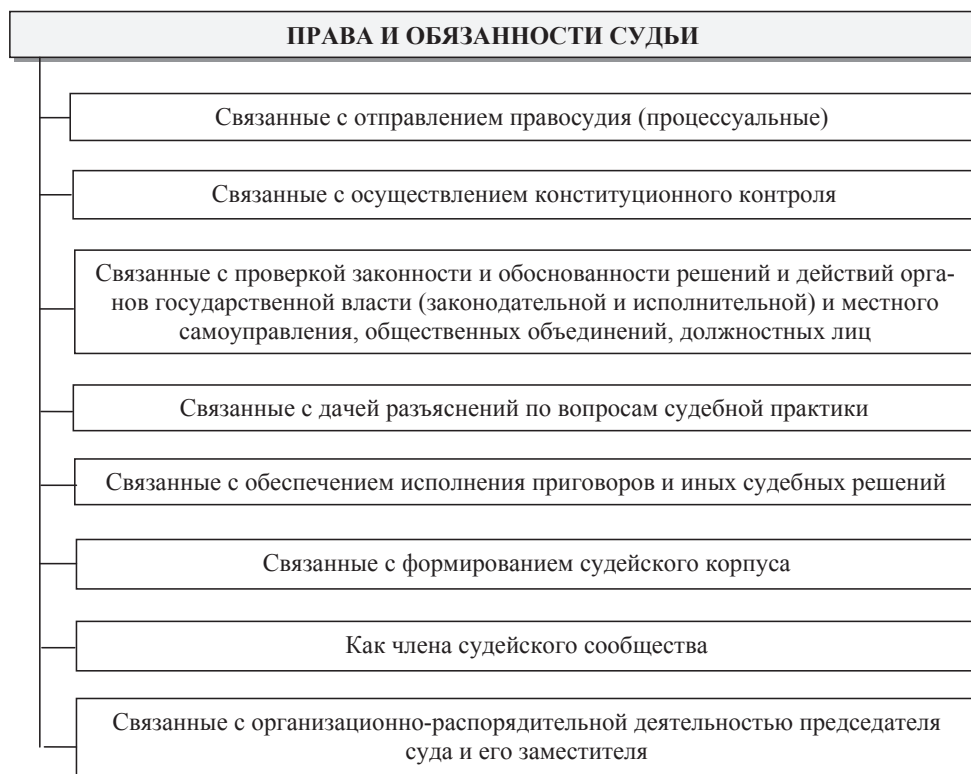 ПРАВА И ОБЯЗАННОСТИ СУДЬИ
Связанные с отправлением правосудия (процессуальные)
Связанные с осуществлением конституционного контроля
Связанные с проверкой законности и обоснованности решений и действий орга-
нов государственной власти (законодательной и исполнительной) и местного
самоуправления, общественных объединений, должностных лиц
Связанные с дачей разъяснений по вопросам судебной практики
Связанные с обеспечением исполнения приговоров и иных судебных решений
Связанные с формированием судейского корпуса
Как члена судейского сообщества
Связанные с организационно-распорядительной деятельностью председателя
суда и его заместителя